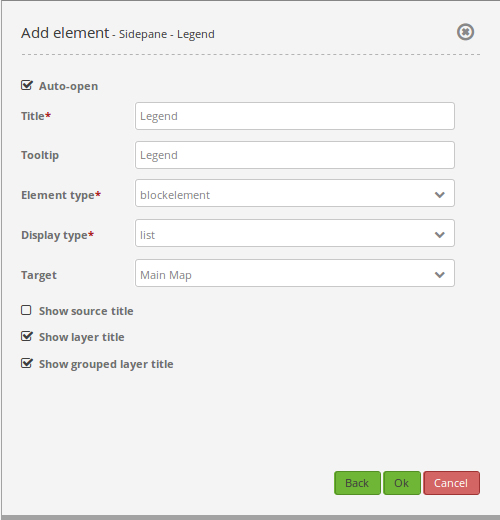 Add element - Sidepane - Legend
Auto-open
Title* Legend
Tooltip Legend
Element type* blockelement
Display type* list
Target Main Map
Show source title
Show layer title
Show grouped layer title
Back Ok Cancel